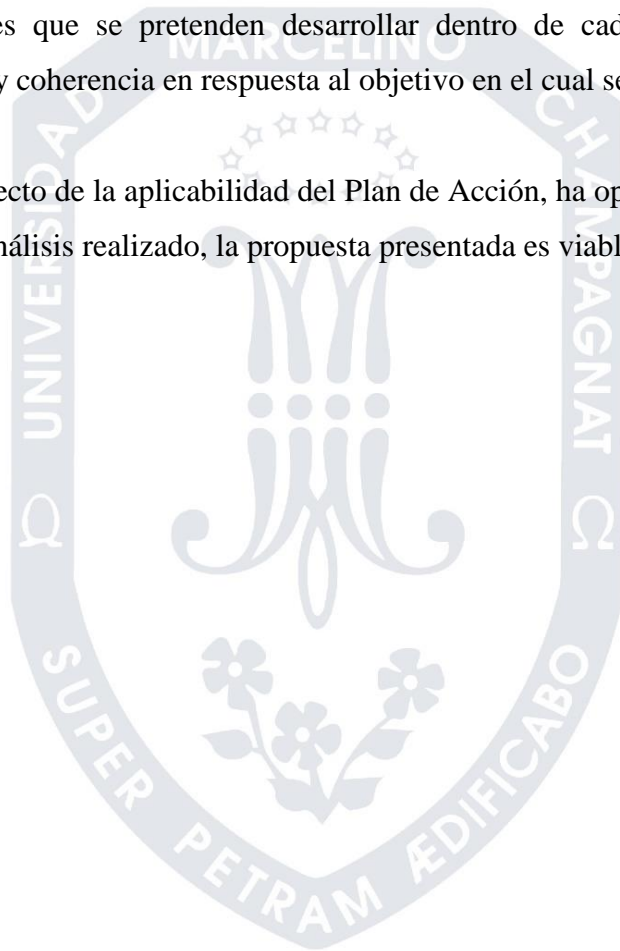 es que se pretenden desarrollar dentro de cad
y coherencia en respuesta al objetivo en el cual se
ecto de la aplicabilidad del Plan de Acción, ha op
nálisis realizado, la propuesta presentada es viabl
UNIVERSIDAD MARCELINO CHAMPAGNAT
SUPER PETRAM ÆDIFICABO